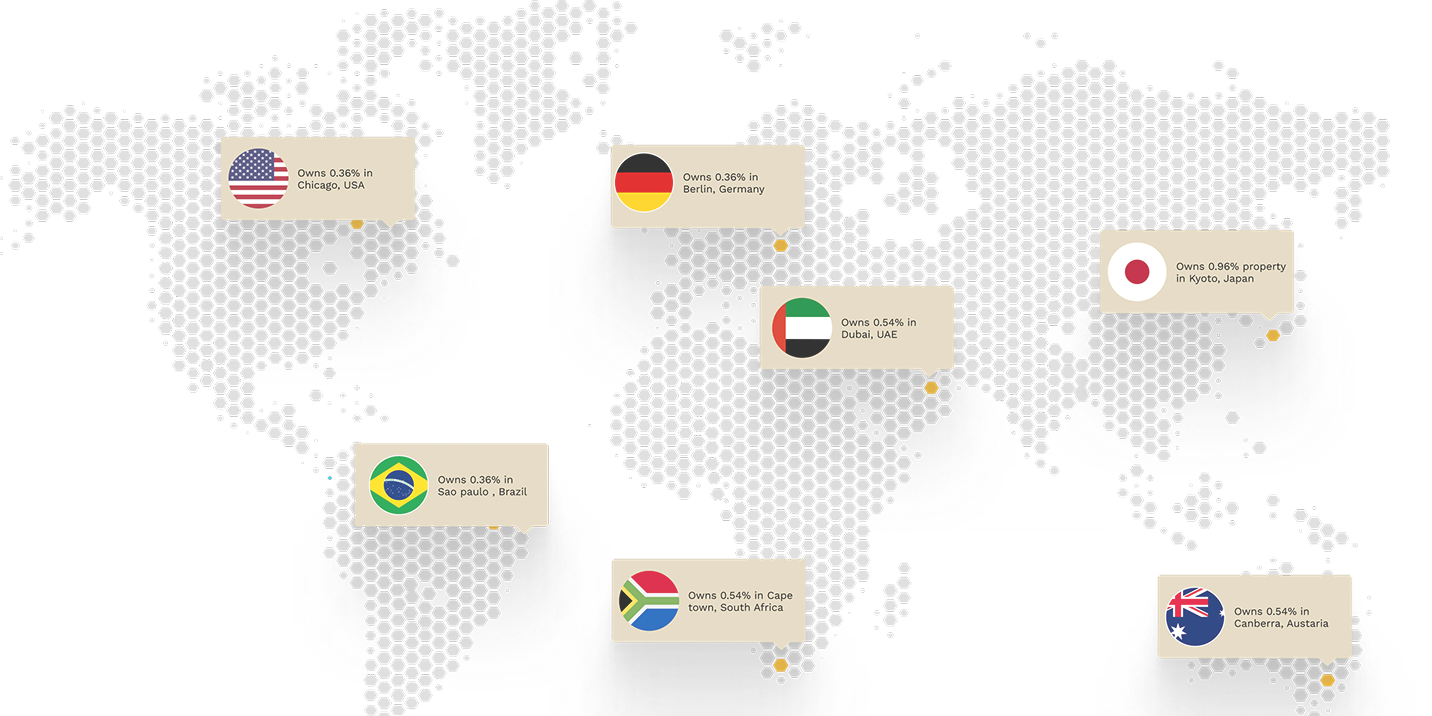 Owns 0.36% in
Chicago, USA
Owns 0.36% in
Berlin, Germany
Owns 0.96% property
in Kyoto, Japan
Owns 0.54% in
Dubai, UAE
Owns 0.36% in
Sao paulo , Brazil
Owns 0.54% in Cape
town, South Africa
Owns 0.54% in
Canberra, Austaria